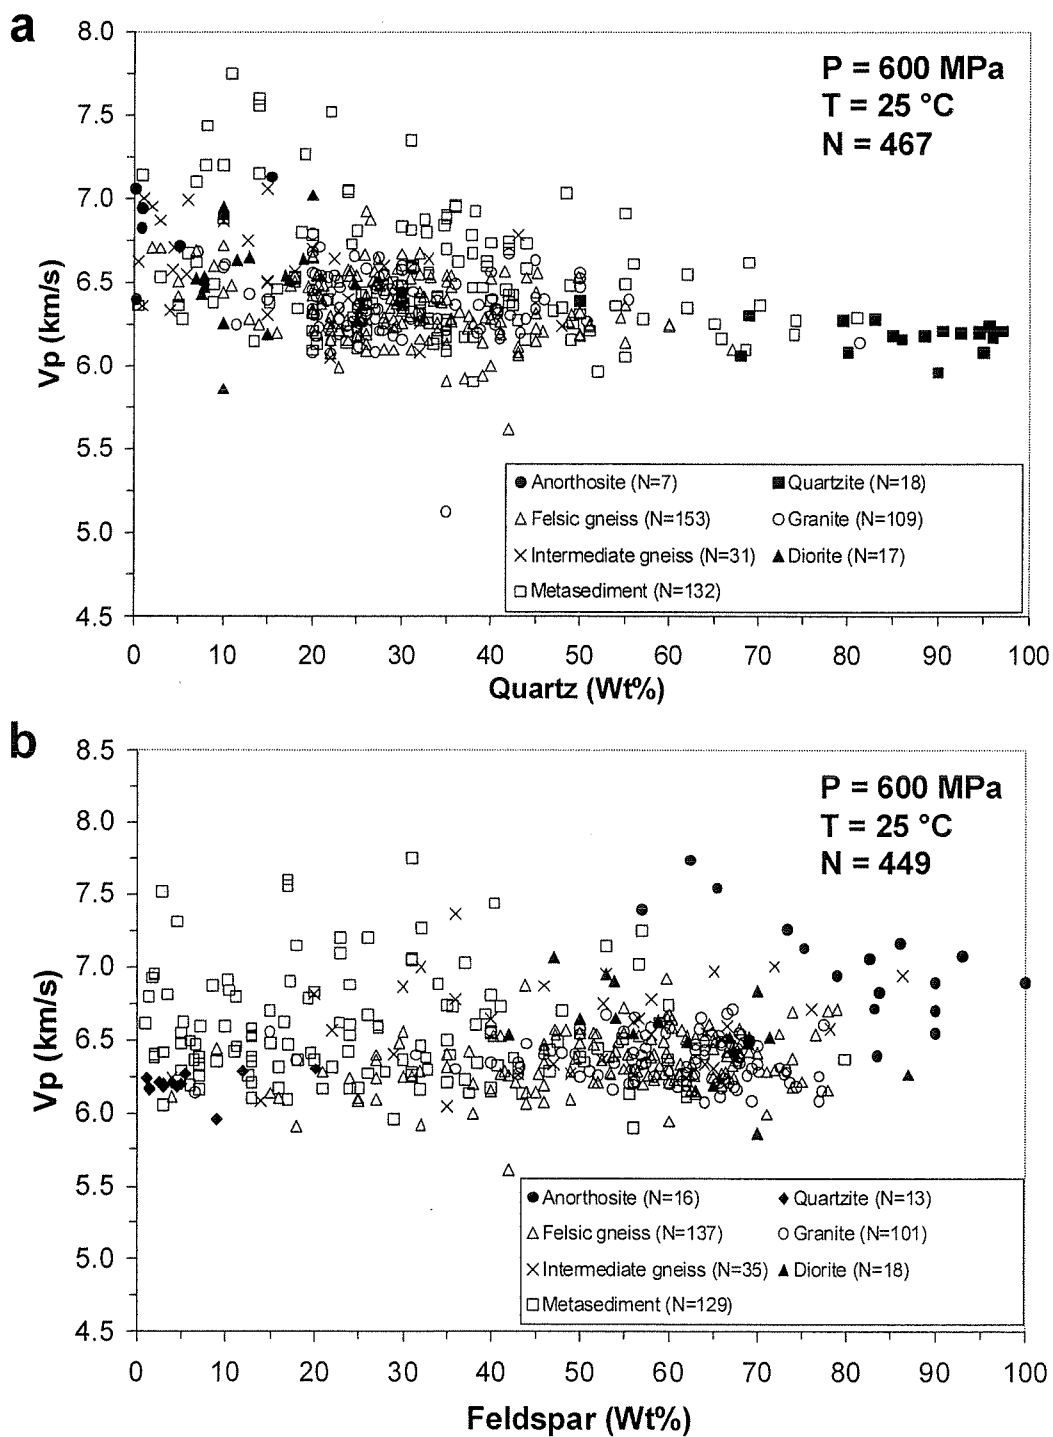 a
8.0
7.5
7.0
6.5
6.0
5.5
5.0
4.5
Vp (km/s)
P = 600 MPa
T = 25 °C
N = 467
Anorthosite (N=7)
Quartzite (N=18)
Felsic gneiss (N=153)
Granite (N=109)
Intermediate gneiss (N=31)
Diorite (N=17)
Metasediment (N=132)
0 10 20 30 40 50 60 70 80 90 100
Quartz (Wt%)
b
8.5
8.0
7.5
7.0
6.5
6.0
5.5
5.0
4.5
Vp (km/s)
P = 600 MPa
T = 25 °C
N = 449
Anorthosite (N=16)
Quartzite (N=13)
Felsic gneiss (N=137)
Granite (N=101)
Intermediate gneiss (N=35)
Diorite (N=18)
Metasediment (N=129)
0 10 20 30 40 50 60 70 80 90 100
Feldspar (Wt%)